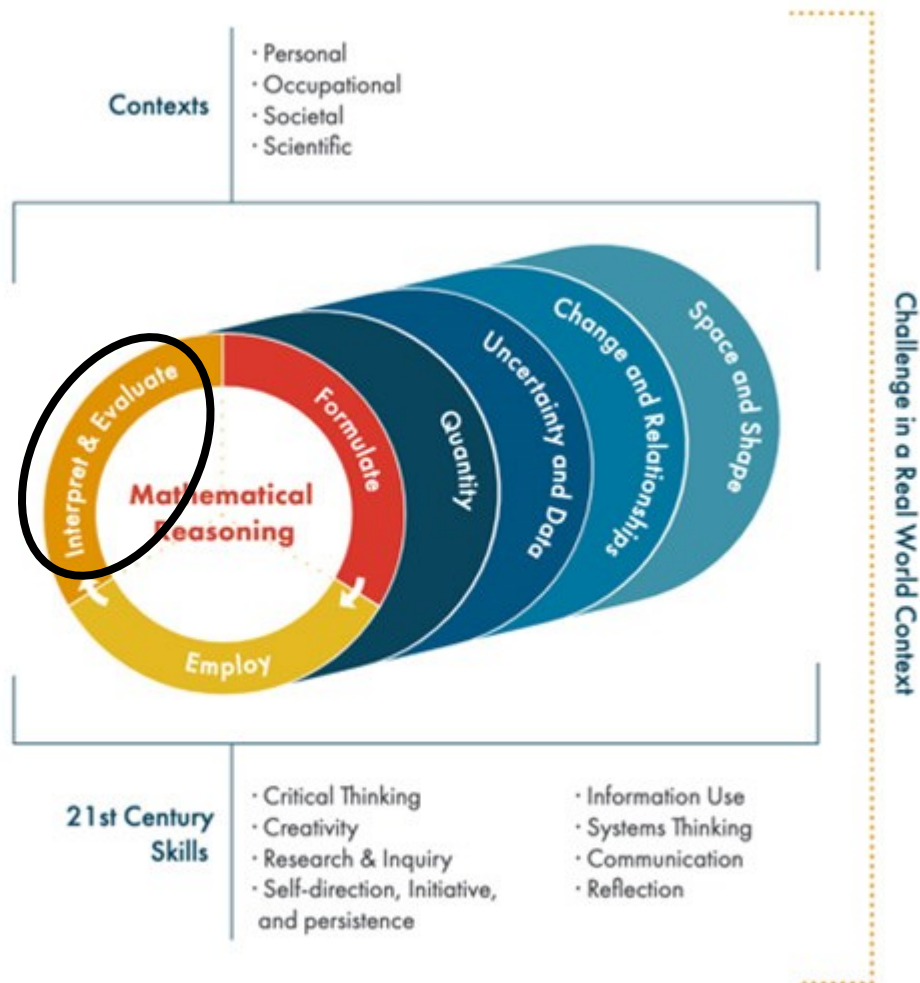 Contexts
· Personal
· Occupational
· Societal
· Scientific
Interpret & Evaluate
Formulate
Employ
Mathematical
Reasoning
Quantity
Uncertainty and Data
Change and Relationships
Space and Shape
Challenge in a Real World Context
21st Century
Skills
· Critical Thinking
· Creativity
· Research & Inquiry
· Self-direction, Initiative,
and persistence
· Information Use
· Systems Thinking
· Communication
· Reflection